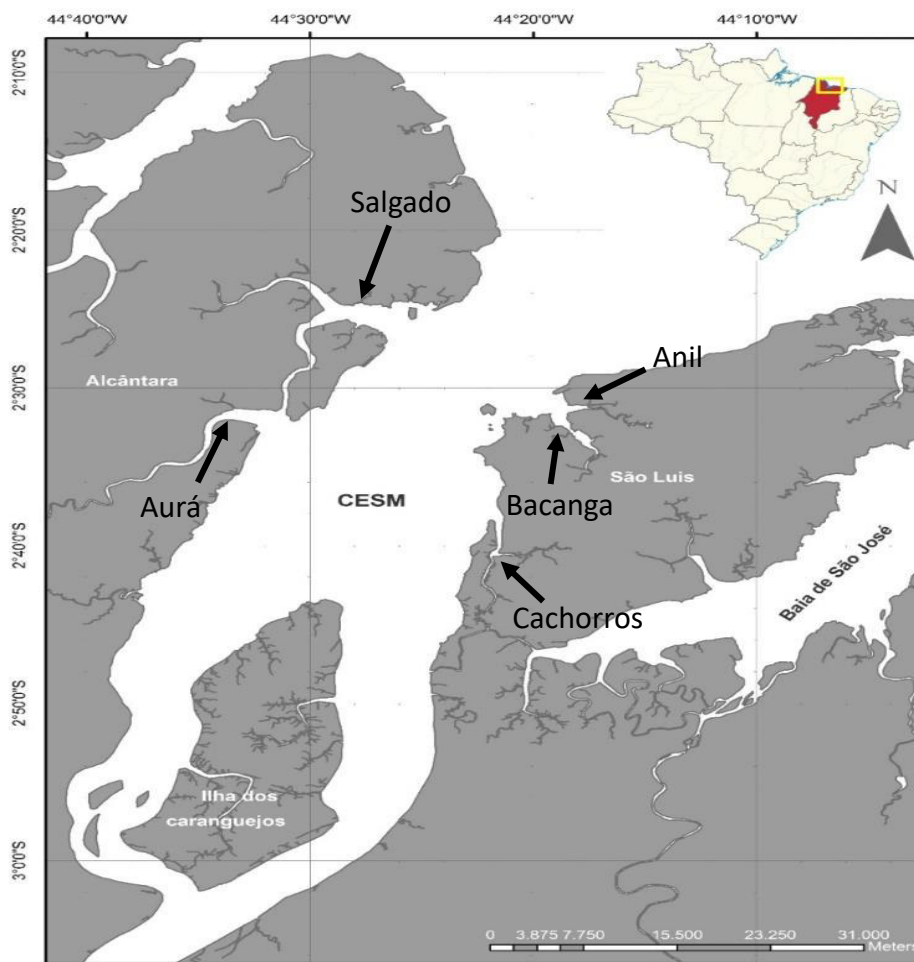 44°40'0"W 44°30'0"W 44°20'0"W 44°10'0"W
2°10'0"S
2°20'0"S
2°30'0"S
2°40'0"S
2°50'0"S
3°0'0"S
N
Salgado
Anil
Alcântara
Aurá
CESM
Bacanga
São Luis
Cachorros
Baia de São José
Ilha dos
caranguejos
0 3.875 7.750 15.500 23.250 31.000
Meters